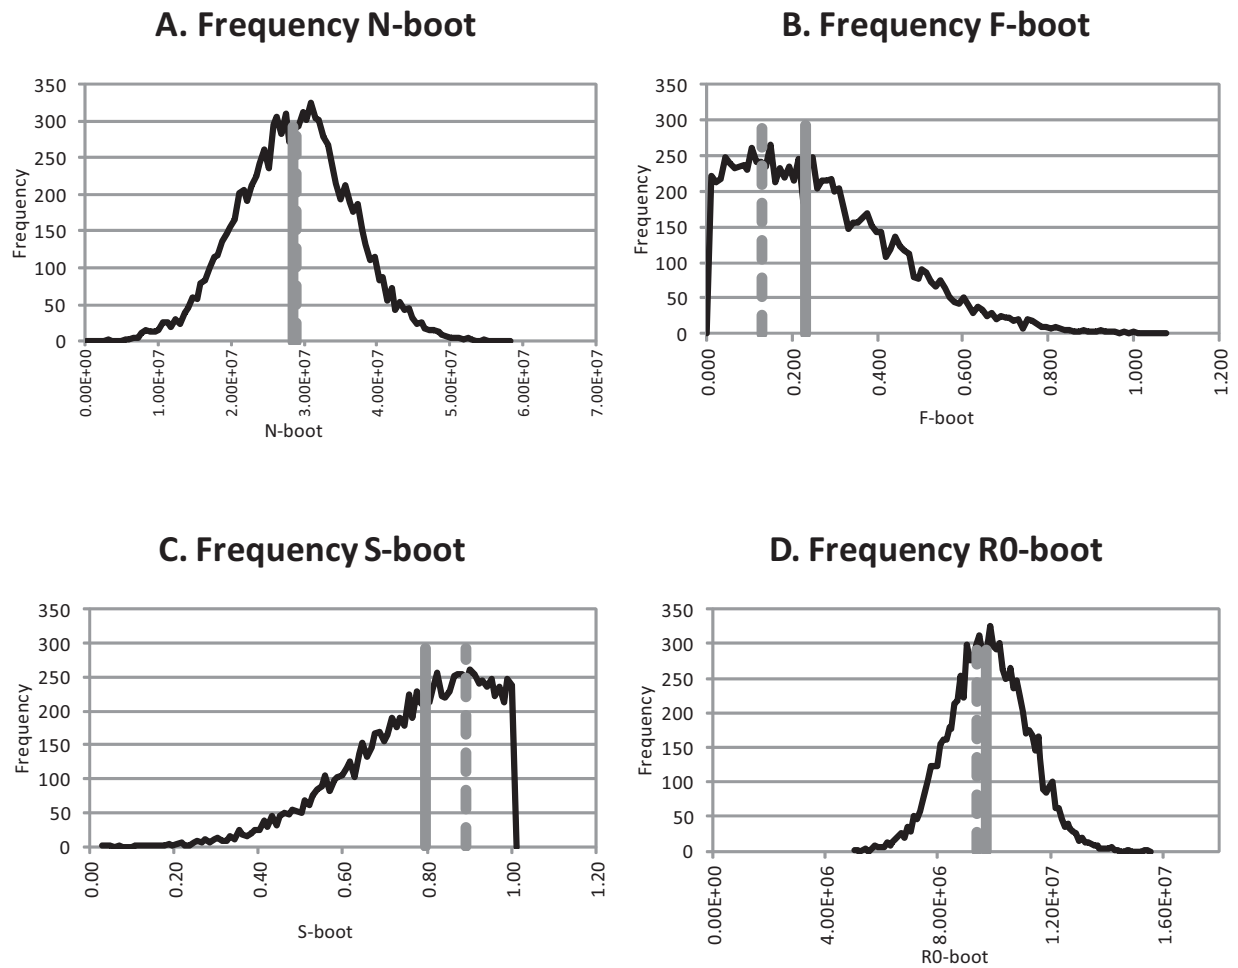 A. Frequency N-boot
350
300
250
200
150
100
50
0
Frequency
0.00E+00
1.00E+07
2.00E+07
3.00E+07
4.00E+07
5.00E+07
6.00E+07
7.00E+07
N-boot
B. Frequency F-boot
350
300
250
200
150
100
50
0
Frequency
0.000
0.200
0.400
0.600
0.800
1.000
1.200
F-boot
C. Frequency S-boot
350
300
250
200
150
100
50
0
Frequency
0.00
0.20
0.40
0.60
0.80
1.00
1.20
S-boot
D. Frequency R0-boot
350
300
250
200
150
100
50
0
Frequency
0.00E+00
4.00E+06
8.00E+06
1.20E+07
1.60E+07
R0-boot